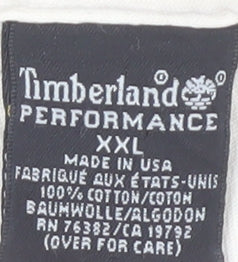 Timberland®®
PERFORMANCE
XXL
MADE IN USA
FABRIQUÉ AUX ÉTATS-UNIS
100% COTTON/COTON
BAUMWOLLE/ALGODON
RN 76382/CA 19792
(OVER FOR CARE)